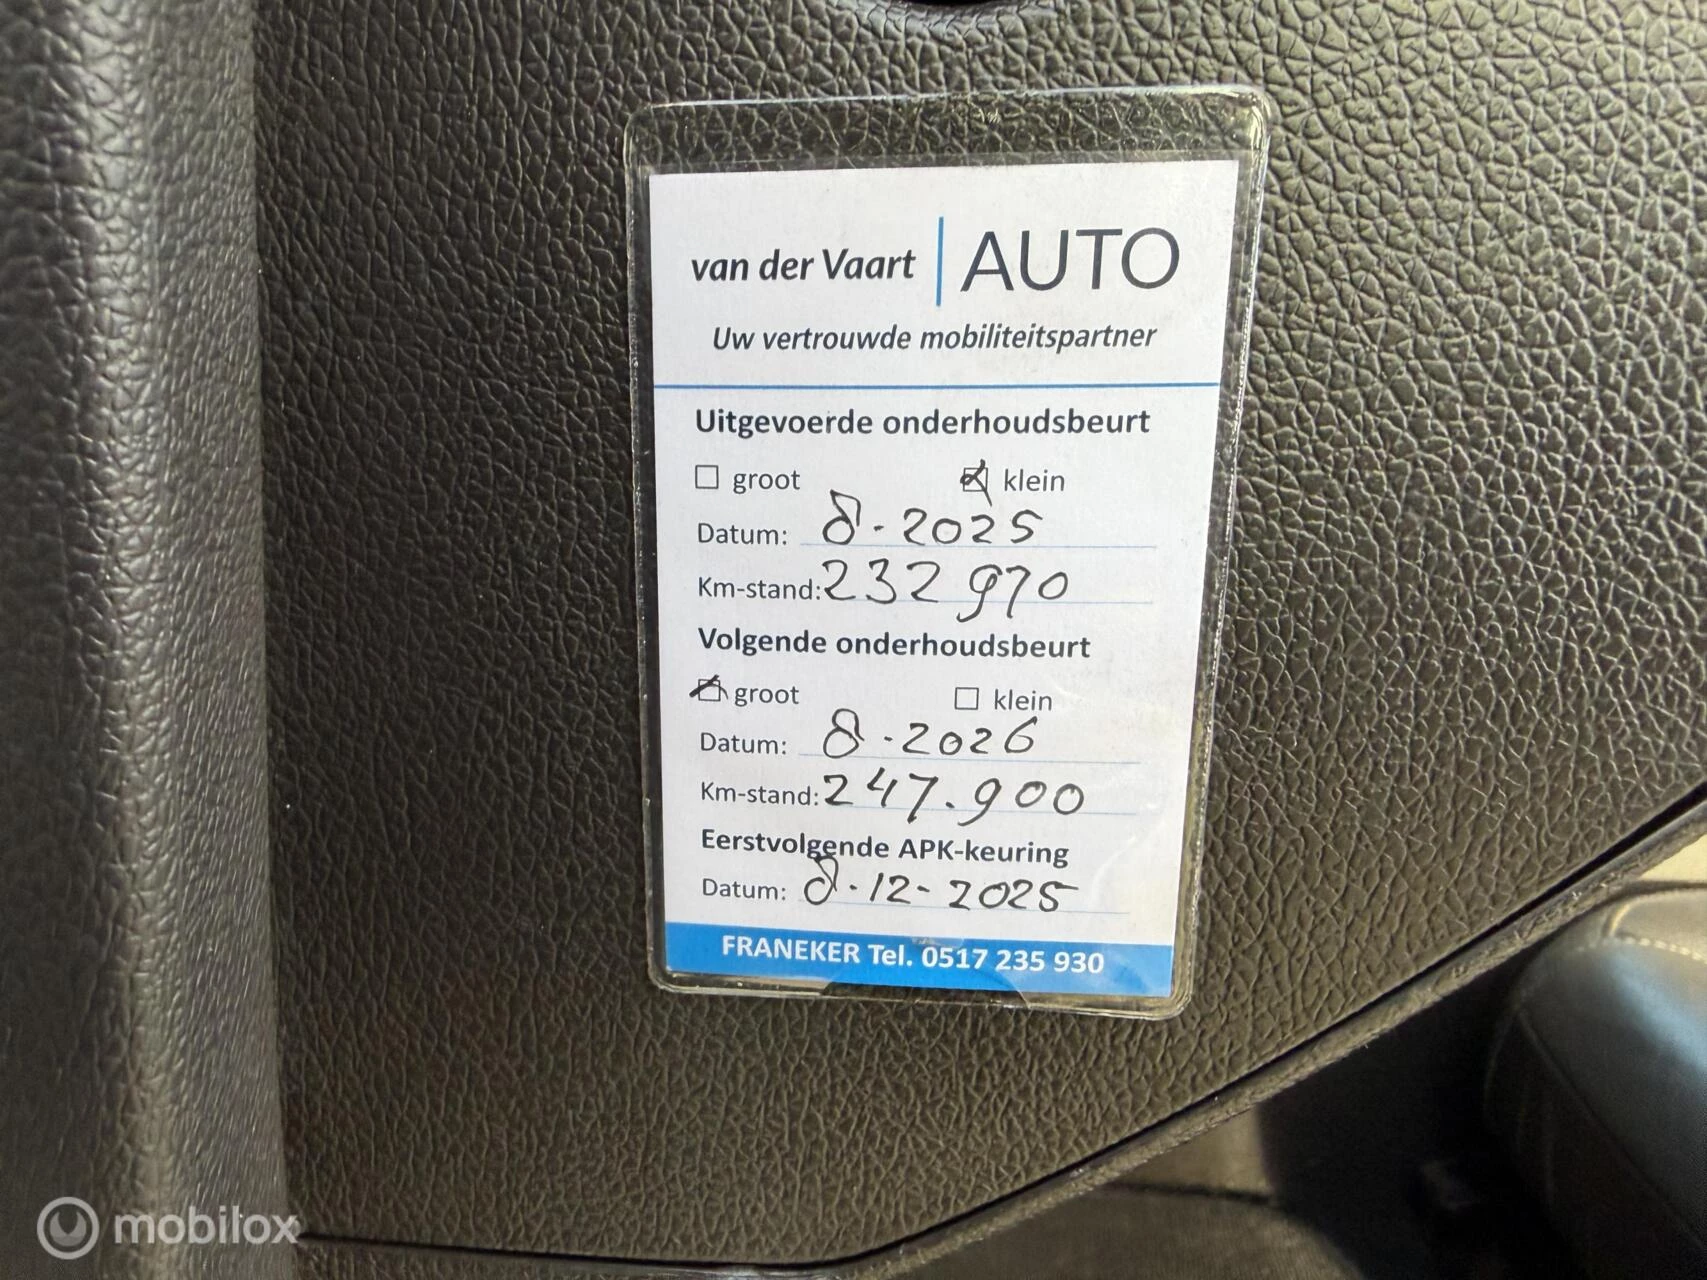 van der Vaart | AUTO
Uw vertrouwde mobiliteitspartner
Uitgevoerde onderhoudsbeurt
☐ groot ☒ klein
Datum: 8-2025
Km-stand: 232970
Volgende onderhoudsbeurt
☒ groot ☐ klein
Datum: 8-2026
Km-stand: 247.900
Eerstvolgende APK-keuring
Datum: 8-12-2025
FRANEKER Tel. 0517 235 930
mobilox